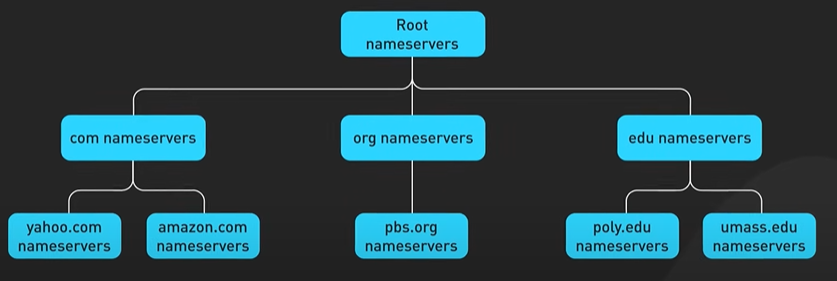 Root
nameservers
com nameservers
org nameservers
edu nameservers
yahoo.com
nameservers
amazon.com
nameservers
pbs.org
nameservers
poly.edu
nameservers
umass.edu
nameservers